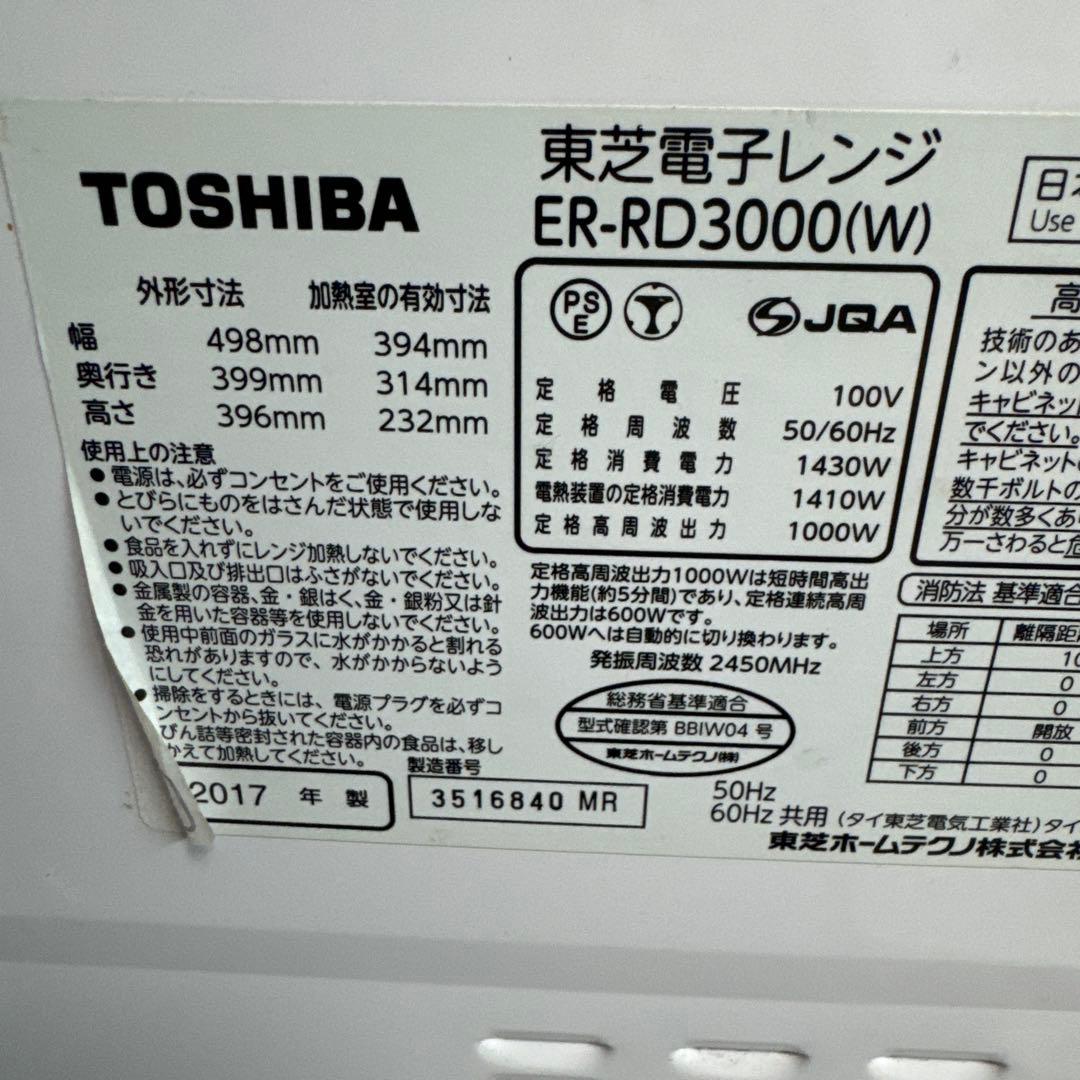 TOSHIBA
東芝電子レンジ
ER-RD3000(W)
日本
Use
外形寸法 加熱室の有効寸法
幅 498mm 394mm
奥行き 399mm 314mm
高さ 396mm 232mm
使用上の注意
●電源は、必ずコンセントをご使用ください。
●とびらにものをはさんだ状態で使用しな
いでください。
●食品を入れずにレンジ加熱しないでください。
●吸入口及び排出口はふさがないでください。
●金属製の容器、金・銀はく、金・銀粉又は針
金を用いた容器等を使用しないでください。
●使用中前面のガラスに水がかかると割れる
恐れがありますので、水がかからないよう
にしてください。
●掃除をするときには、電源プラグを必ずコ
ンセントから抜いてください。
びん詰等密封された容器内の食品は、移し
かえて加熱してください。
2017 年 製
製造番号
3516840 MR
PS
E
JQA
定格電圧 100V
定格周波数 50/60Hz
定格消費電力 1430W
電熱装置の定格消費電力 1410W
定格高周波出力 1000W
定格高周波出力1000Wは短時間高出
力機能(約5分間)であり、定格連続高周
波出力は600Wです。
600Wへは自動的に切り換わります。
発振周波数 2450MHz
総務省基準適合
型式確認第 BBIW04 号
東芝ホームテクノ(株)
50Hz
60Hz 共用 (タイ東芝電気工業社)タイ
東芝ホームテクノ株式会社
高
技術のあ
ン以外の
キャビネット
でください。
キャビネットの
数千ボルトの
分が数多くあ
万一さわると危
消防法 基準適合
場所 離隔距
上方 10
左方 0
右方 0
前方 開放
後方 0
下方 0